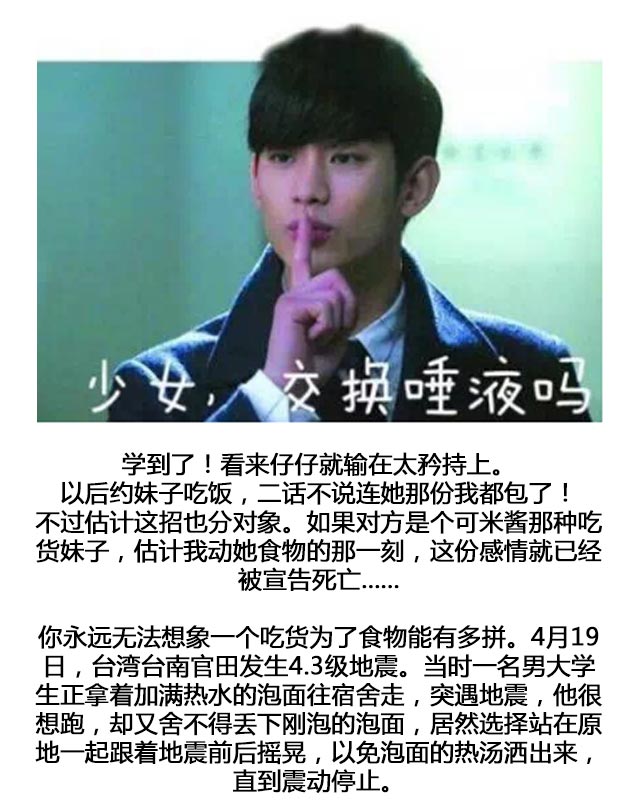 少女，交换唾液吗
学到了！看来仔仔就输在太矜持上。
以后约妹子吃饭，二话不说连她那份我都包了！
不过估计这招也分对象。如果对方是个可米酱那种吃
货妹子，估计我动她食物的那一刻，这份感情就已经
被宣告死亡……
你永远无法想象一个吃货为了食物能有多拼。4月19
日，台湾台南官田发生4.3级地震。当时一名男大学
生正拿着加满热水的泡面往宿舍走，突遇地震，他很
想跑，却又舍不得丢下刚泡的泡面，居然选择站在原
地一起跟着地震前后摇晃，以免泡面的热汤洒出来，
直到震动停止。